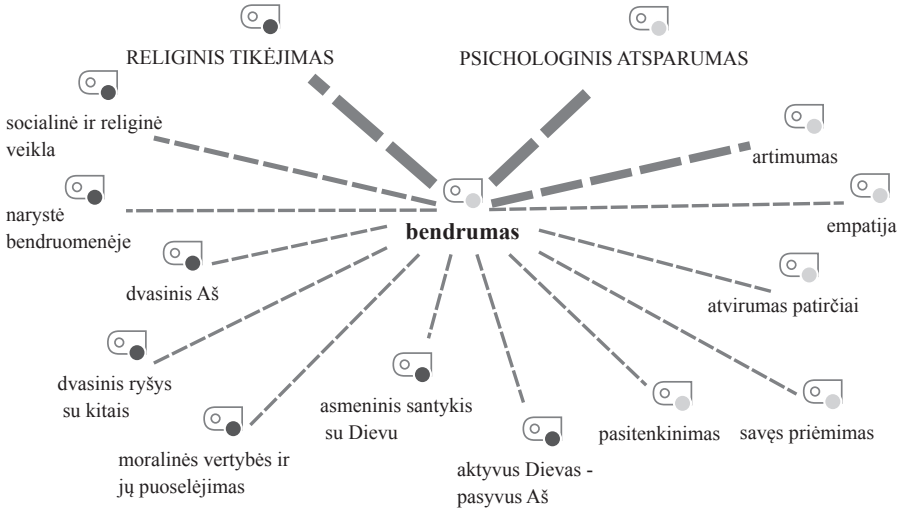 RELIGINIS TIKĖJIMAS
PSICHOLOGINIS ATSPARUMAS
socialinė ir religinė
veikla
artimumas
narystė
bendruomenėje
empatija
bendrumas
dvasinis Aš
atvirumas patirčiai
dvasinis ryšys
su kitais
asmeninis santykis
su Dievu
moralinės vertybės ir
jų puoselėjimas
aktyvus Dievas -
pasyvus Aš
pasitenkinimas
savęs priėmimas